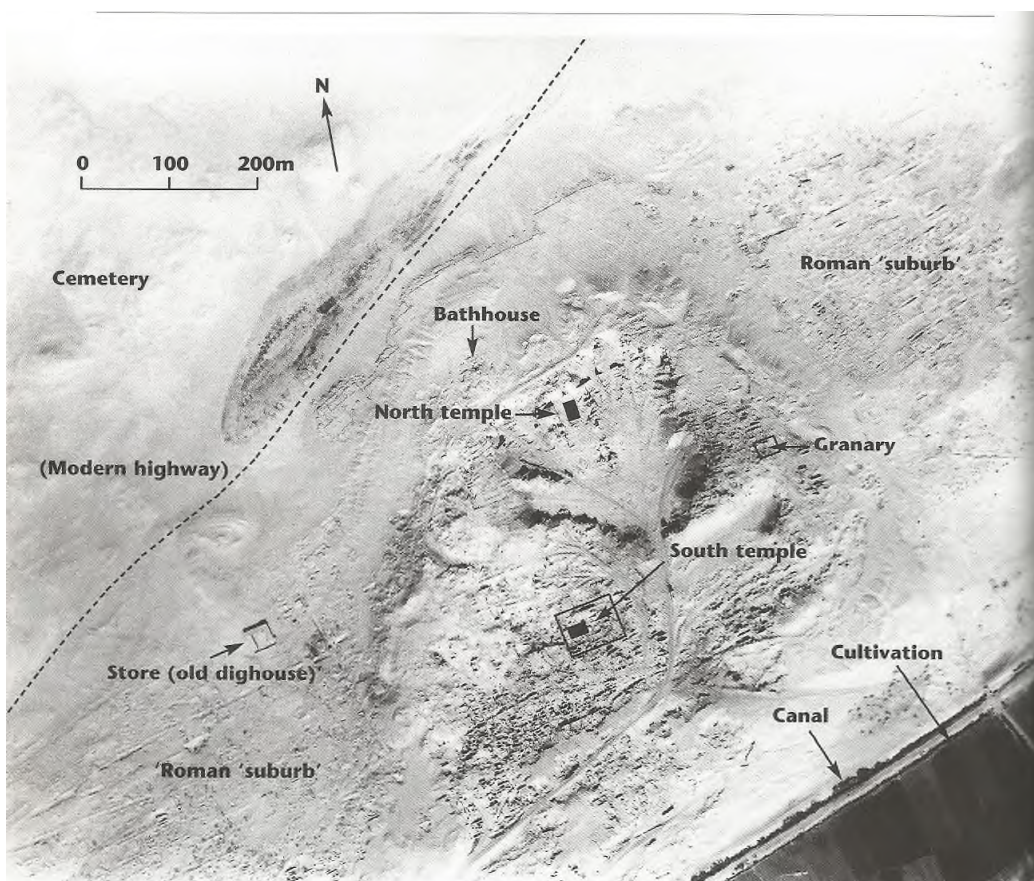 N
0 100 200m
Cemetery
Roman 'suburb'
Bathhouse
North temple
Granary
(Modern highway)
South temple
Store (old dighouse)'
Cultivation
Canal
'Roman 'suburb'